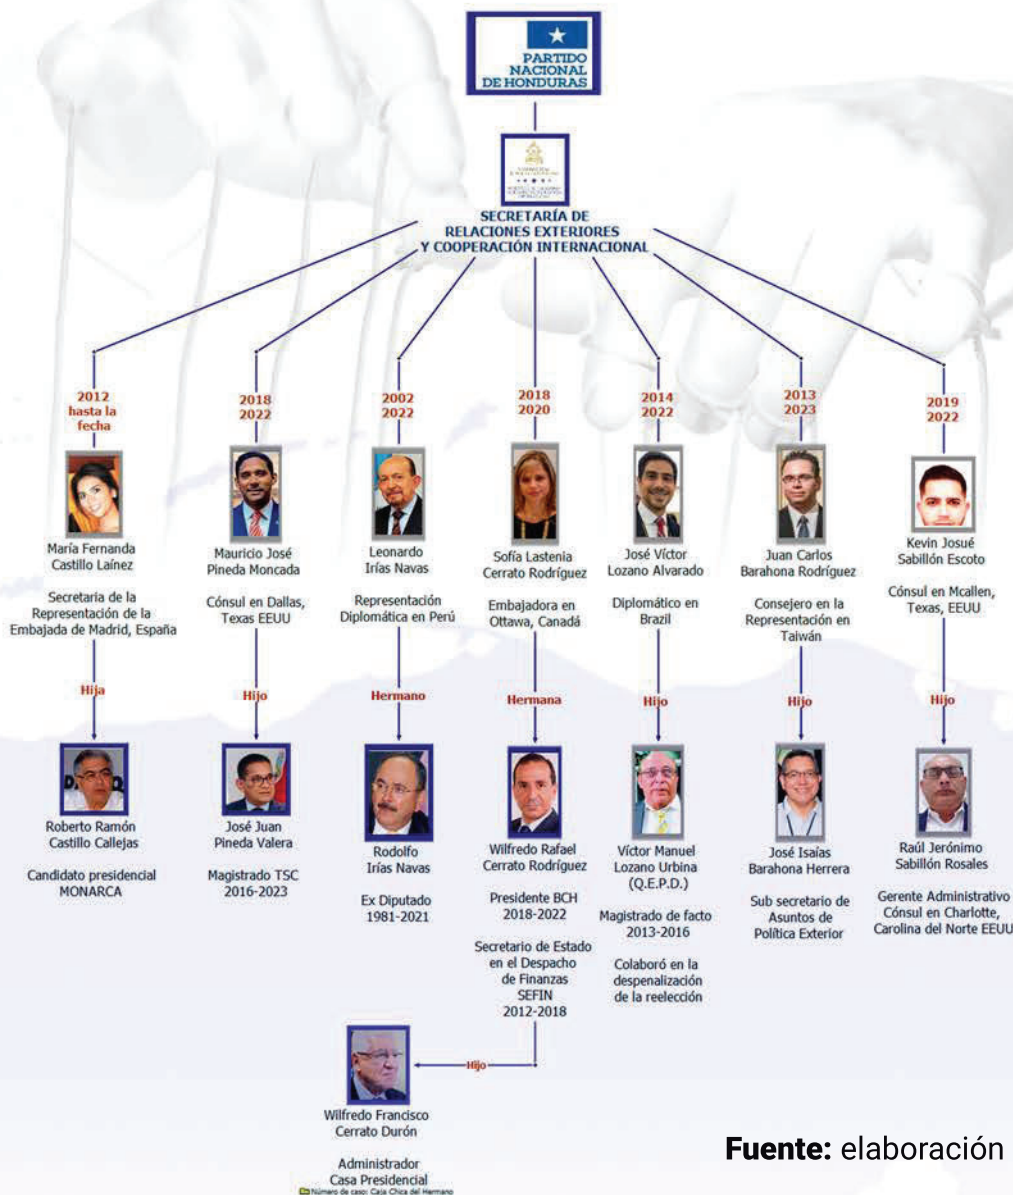 PARTIDO
NACIONAL
DE HONDURAS
SECRETARÍA DE
RELACIONES EXTERIORES
Y COOPERACIÓN INTERNACIONAL
2012
hasta la
fecha
María Fernanda
Castillo Laínez
Secretaria de la
Representación de la
Embajada de Madrid, España
Hija
Roberto Ramón
Castillo Callejas
Candidato presidencial
MONARCA
2018
2022
Mauricio José
Pineda Moncada
Cónsul en Dallas,
Texas EEUU
Hijo
José Juan
Pineda Valera
Magistrado TSC
2016-2023
2002
2022
Leonardo
Irías Navas
Representación
Diplomática en Perú
Hermano
Rodolfo
Irías Navas
Ex Diputado
1981-2021
2018
2020
Sofía Lastenia
Cerrato Rodríguez
Embajadora en
Ottawa, Canadá
Hermana
Wilfredo Rafael
Cerrato Rodríguez
Presidente BCH
2018-2022
Secretario de Estado
en el Despacho
de Finanzas
SEFIN
2012-2018
Hijo
Wilfredo Francisco
Cerrato Durón
Administrador
Casa Presidencial
Número de caso: Caja Chica del Hermano
2014
2022
José Víctor
Lozano Alvarado
Diplomático en
Brazil
Hijo
Víctor Manuel
Lozano Urbina
(Q.E.P.D.)
Magistrado de facto
2013-2016
Colaboró en la
despenalización
de la reelección
2013
2023
Juan Carlos
Barahona Rodríguez
Consejero en la
Representación en
Taiwán
Hijo
José Isaías
Barahona Herrera
Sub secretario de
Asuntos de
Política Exterior
2019
2022
Kevin Josué
Sabillón Escoto
Cónsul en Mcallen,
Texas, EEUU
Hijo
Raúl Jerónimo
Sabillón Rosales
Gerente Administrativo
Cónsul en Charlotte,
Carolina del Norte EEUU
Fuente: elaboración